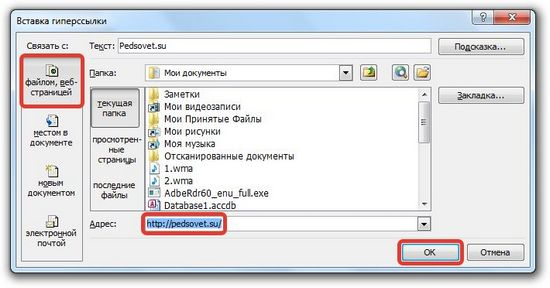 Вставка гиперссылки
Связать с:
Текст: Pedsovet.su
Подсказка...
файлом, веб-
страницей
Папка: Мои документы
местом в
документе
новым
документом
электронной
почтой
текущая
папка
просмотрен-
ные
страницы
последние
файлы
Заметки
Мои видеозаписи
Мои Принятые Файлы
Мои рисунки
Моя музыка
Отсканированные документы
1.wma
2.wma
AdbeRdr60_enu_full.exe
Database1.accdb
Закладка...
Адрес: http://pedsovet.su/
ОК
Отмена